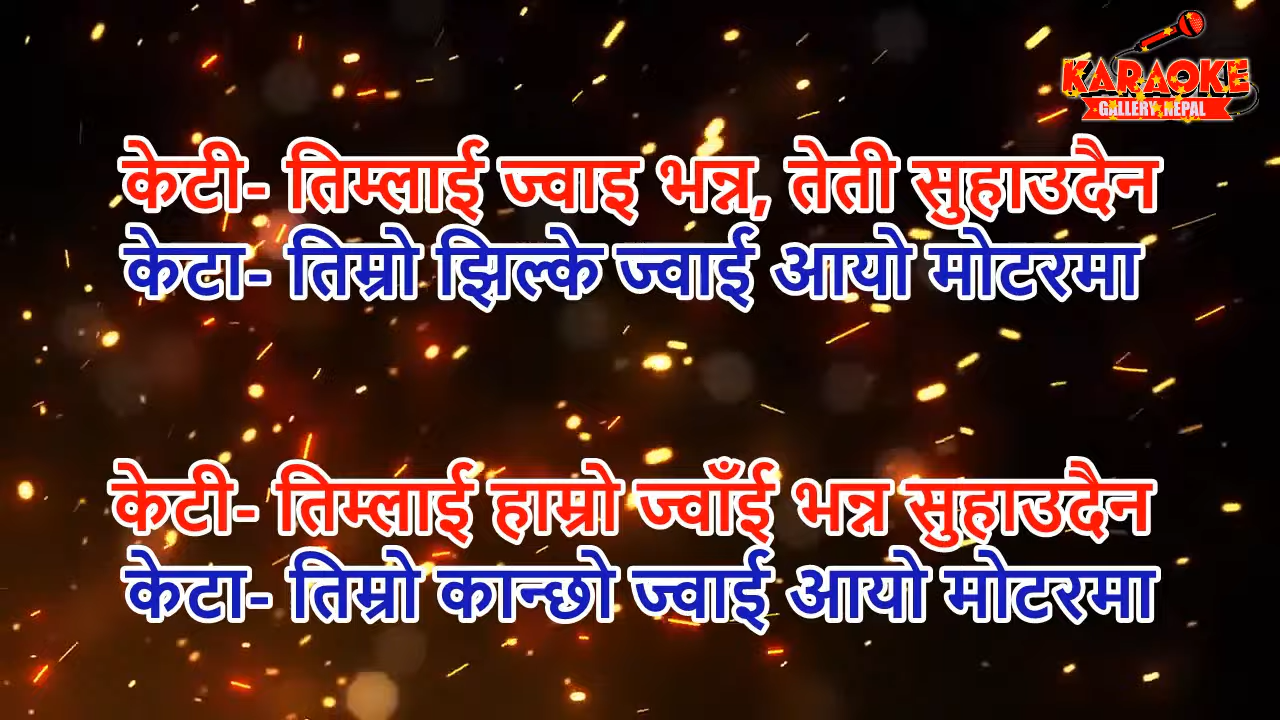 KARAOKE
GALLERY NEPAL
केटी- तिम्लाई ज्वाइ भन्न, तेती सुहाउदैन
केटा- तिम्रो झिल्के ज्वाई आयो मोटरमा
केटी- तिम्लाई हाम्रो ज्वाँई भन्न सुहाउदैन
केटा- तिम्रो कान्छो ज्वाई आयो मोटरमा